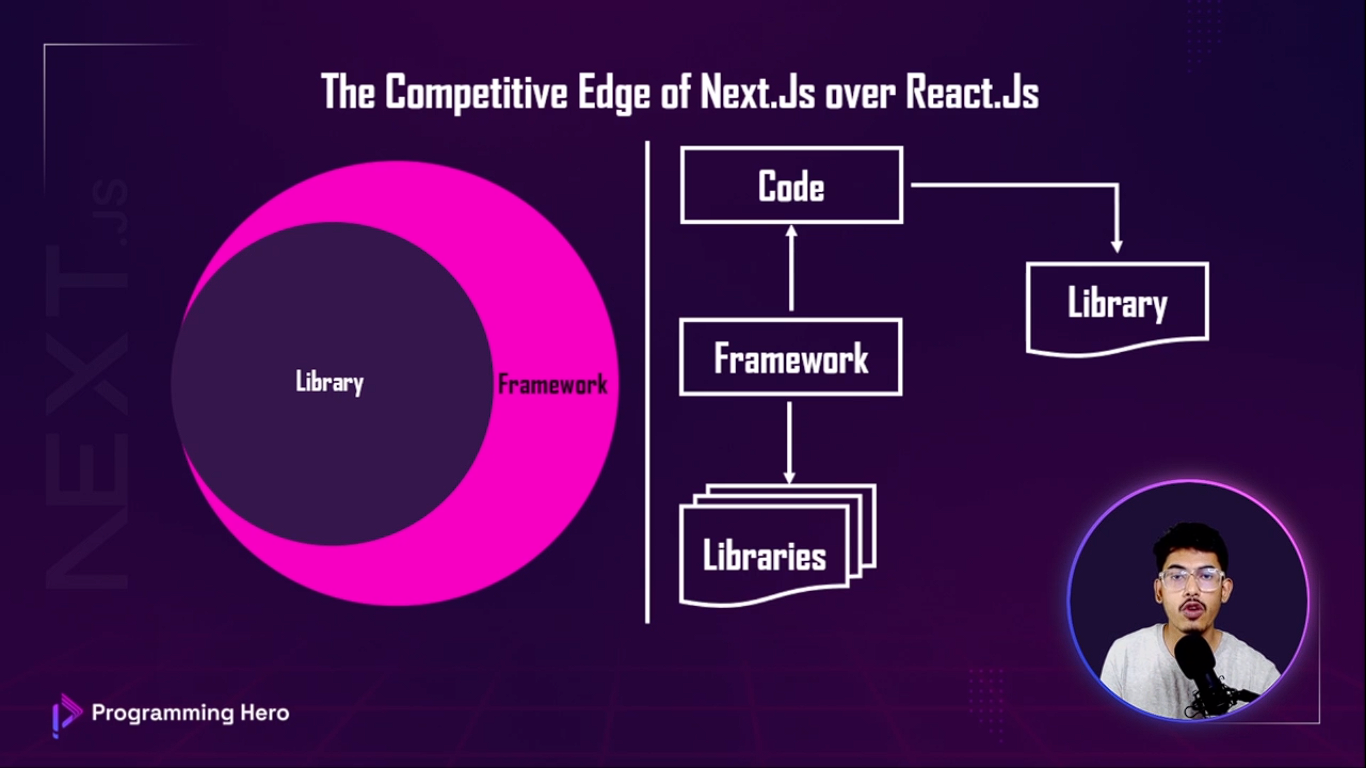 The Competitive Edge of Next.Js over React.Js
Library
Framework
Code
Library
Framework
Libraries
NEXT.JS
Programming Hero